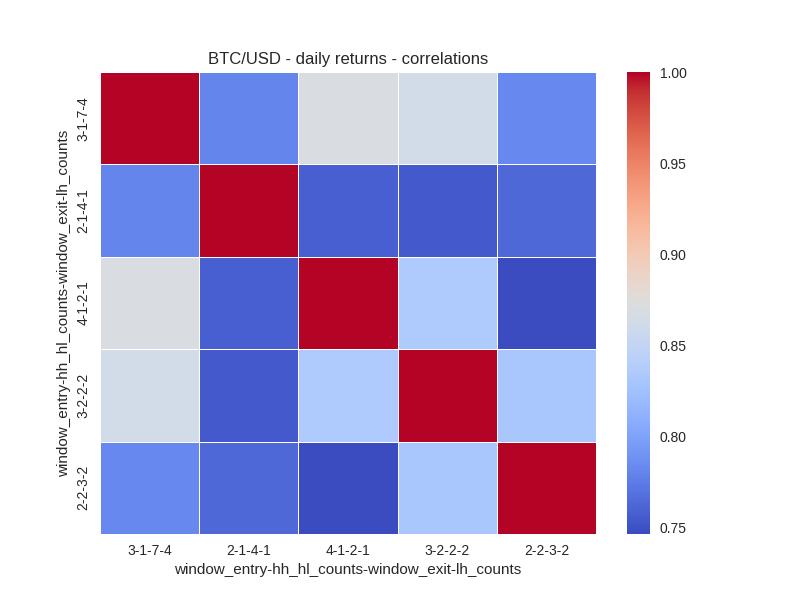 BTC/USD - daily returns - correlations
window_entry-hh_hl_counts-window_exit-lh_counts
3-1-7-4
2-1-4-1
4-1-2-1
3-2-2-2
2-2-3-2
1.00
0.95
0.90
0.85
0.80
0.75
3-1-7-4 2-1-4-1 4-1-2-1 3-2-2-2 2-2-3-2
window_entry-hh_hl_counts-window_exit-lh_counts